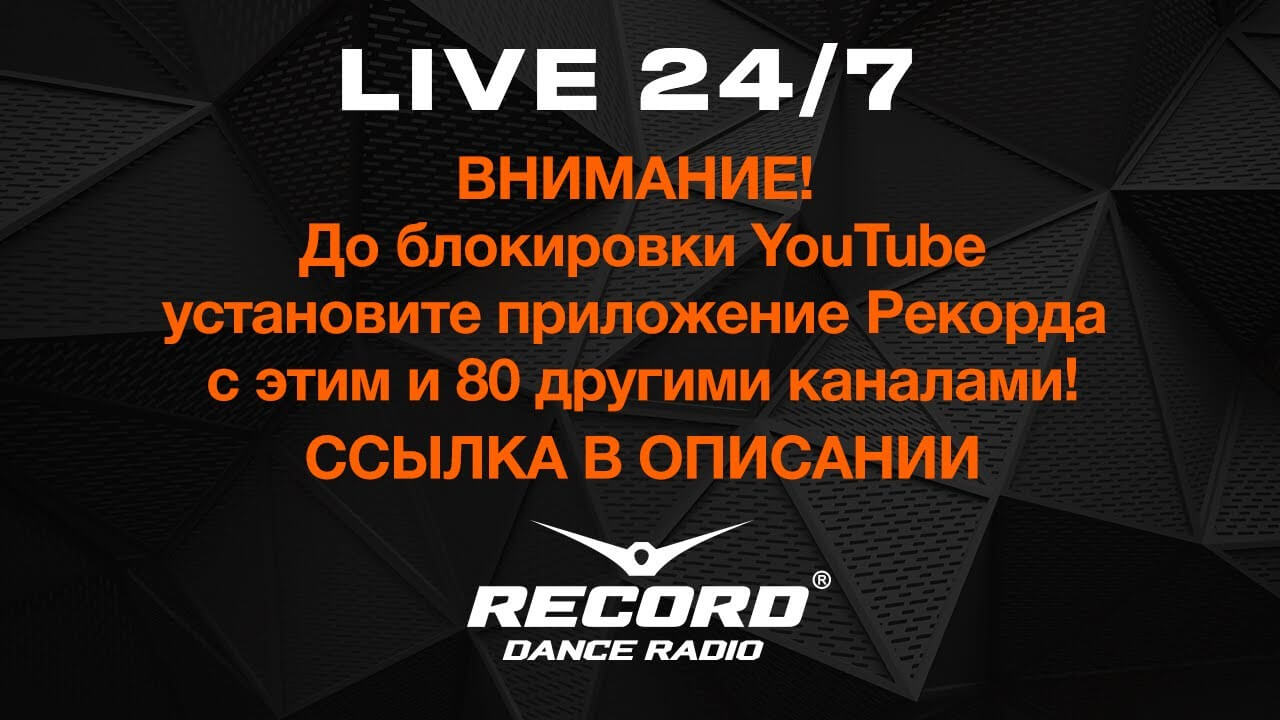 LIVE 24/7
ВНИМАНИЕ!
До блокировки YouTube
установите приложение Рекорда
с этим и 80 другими каналами!
ССЫЛКА В ОПИСАНИИ
RECORD®
DANCE RADIO